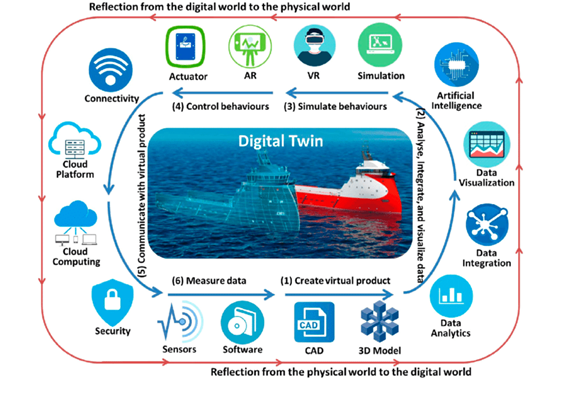 Reflection from the digital world to the physical world
Actuator
AR
VR
Simulation
Connectivity
Artificial
Intelligence
(4) Control behaviours
(3) Simulate behaviours
(2) Analyse, Integrate, and visualize data
Digital Twin
Cloud
Platform
Data
Visualization
(5) Communicate with virtual product
Cloud
Computing
Data
Integration
(6) Measure data
(1) Create virtual product
Security
Sensors
Software
CAD
CAD
3D Model
Data
Analytics
Reflection from the physical world to the digital world